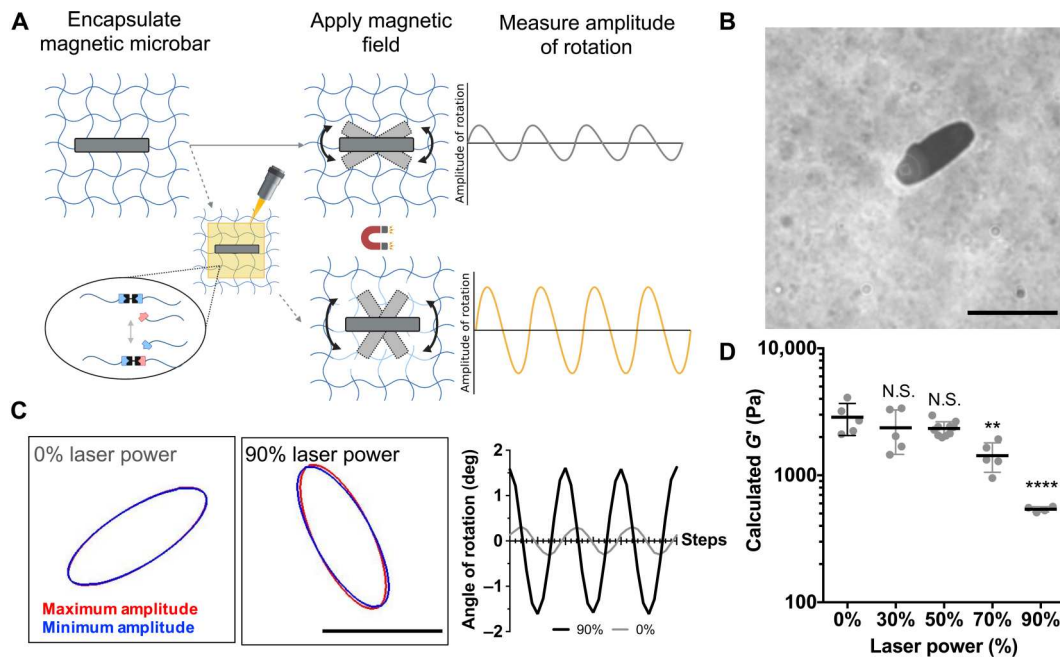 A
Encapsulate
magnetic microbar
Apply magnetic
field
Measure amplitude
of rotation
Amplitude of rotation
Amplitude of rotation
B
C
0% laser power
Maximum amplitude
Minimum amplitude
90% laser power
Angle of rotation (deg)
2
1
0
–1
–2
Steps
90%
0%
D
Calculated G' (Pa)
10,000
1000
100
N.S.
N.S.
**
****
0%
30%
50%
70%
90%
Laser power (%)